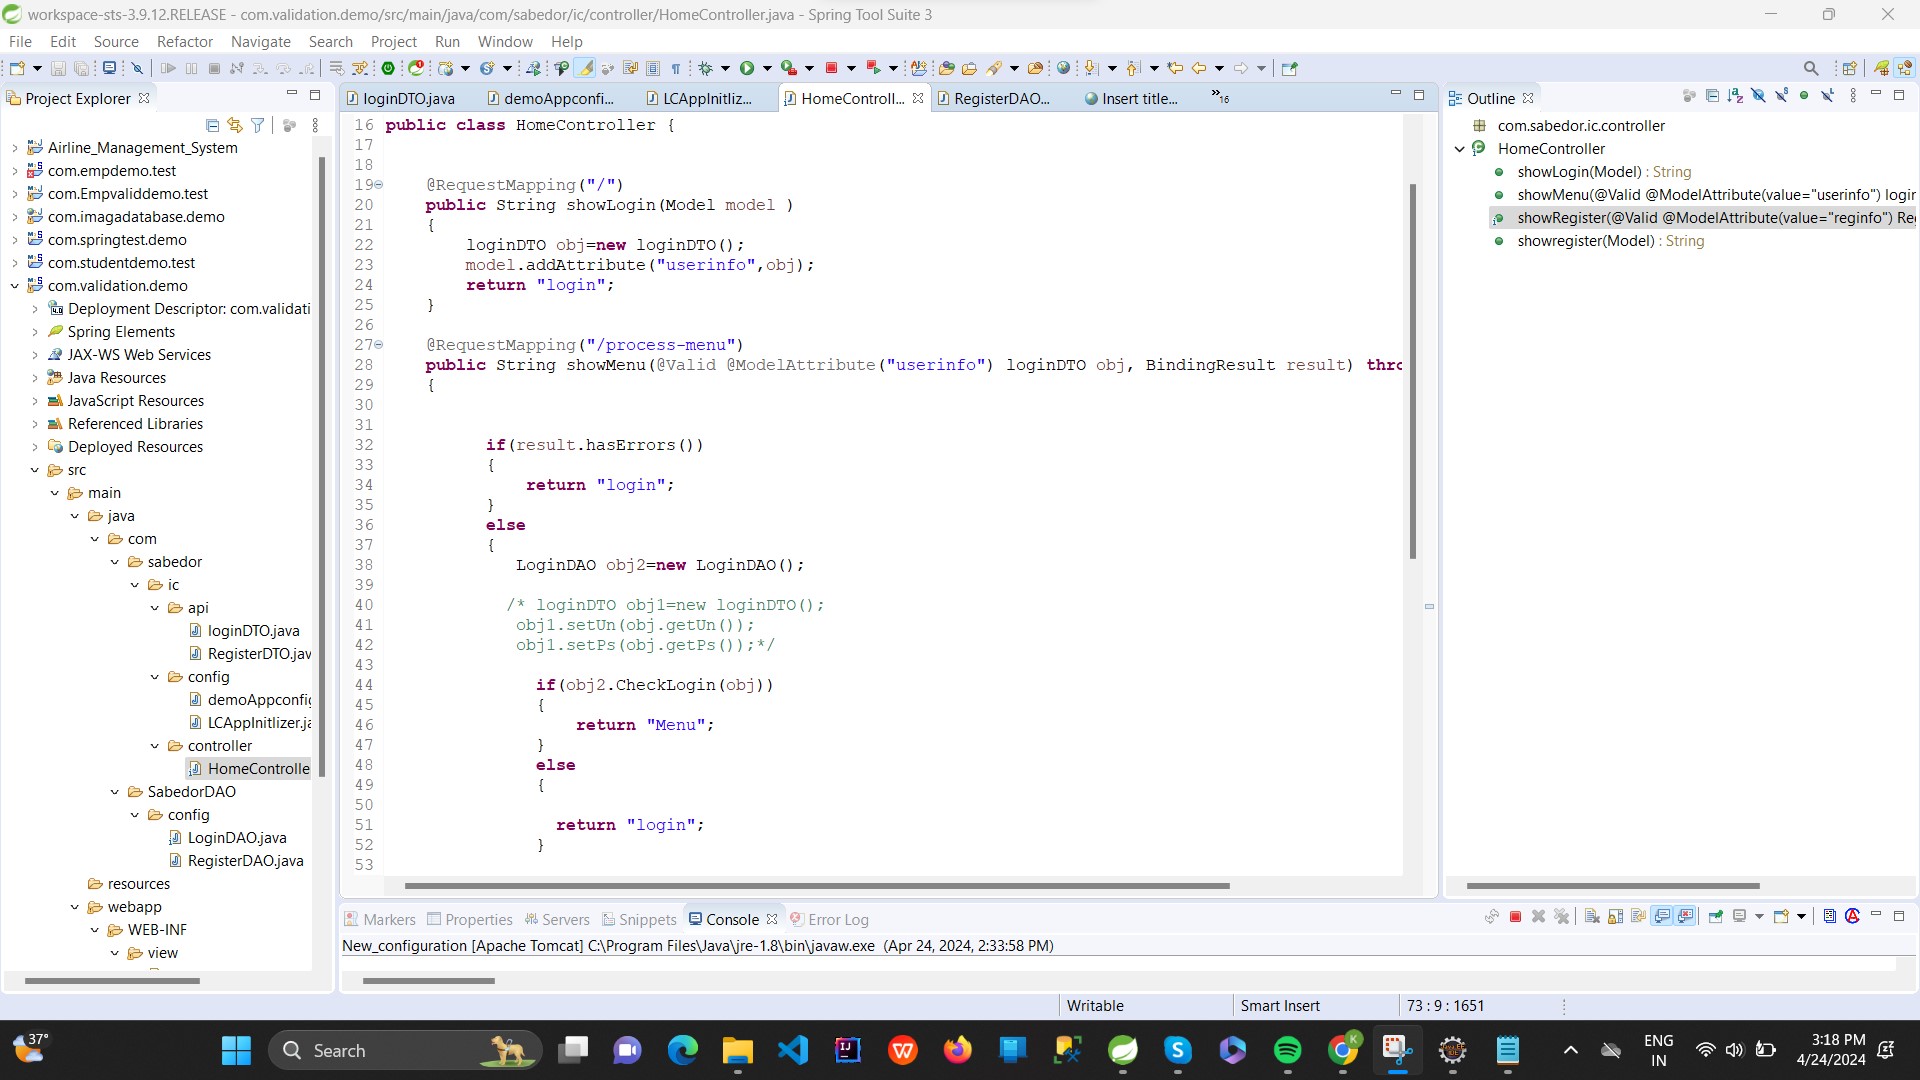 workspace-sts-3.9.12.RELEASE - com.validation.demo/src/main/java/com/sabedor/ic/controller/HomeController.java - Spring Tool Suite 3
File Edit Source Refactor Navigate Search Project Run Window Help
Project Explorer
Airline_Management_System
com.empdemo.test
com.Empvaliddemo.test
com.imagadatabase.demo
com.springtest.demo
com.studentdemo.test
com.validation.demo
Deployment Descriptor: com.validati
Spring Elements
JAX-WS Web Services
Java Resources
JavaScript Resources
Referenced Libraries
Deployed Resources
src
main
java
com
sabedor
ic
api
loginDTO.java
RegisterDTO.jav
config
demoAppconfig
LCAppInitlizer.ja
controller
HomeControlle
SabedorDAO
config
LoginDAO.java
RegisterDAO.java
resources
webapp
WEB-INF
view
loginDTO.java demoAppconfi... LCAppInitliz... HomeControll... RegisterDAO... Insert title... »16
16 public class HomeController {
17
18
19 @RequestMapping("/")
20 public String showLogin(Model model )
21 {
22 loginDTO obj=new loginDTO();
23 model.addAttribute("userinfo",obj);
24 return "login";
25 }
26
27 @RequestMapping("/process-menu")
28 public String showMenu(@Valid @ModelAttribute("userinfo") loginDTO obj, BindingResult result) thro
29 {
30
31
32 if(result.hasErrors())
33 {
34 return "login";
35 }
36 else
37 {
38 LoginDAO obj2=new LoginDAO();
39
40 /* loginDTO obj1=new loginDTO();
41 obj1.setUn(obj.getUn());
42 obj1.setPs(obj.getPs());*/
43
44 if(obj2.CheckLogin(obj))
45 {
46 return "Menu";
47 }
48 else
49 {
50
51 return "login";
52 }
53
Outline
com.sabedor.ic.controller
HomeController
showLogin(Model) : String
showMenu(@Valid @ModelAttribute(value="userinfo") login
showRegister(@Valid @ModelAttribute(value="reginfo") Re
showregister(Model) : String
Markers Properties Servers Snippets Console Error Log
New_configuration [Apache Tomcat] C:\Program Files\Java\jre-1.8\bin\javaw.exe (Apr 24, 2024, 2:33:58 PM)
Writable Smart Insert 73 : 9 : 1651
37°
Search
ENG
IN
3:18 PM
4/24/2024